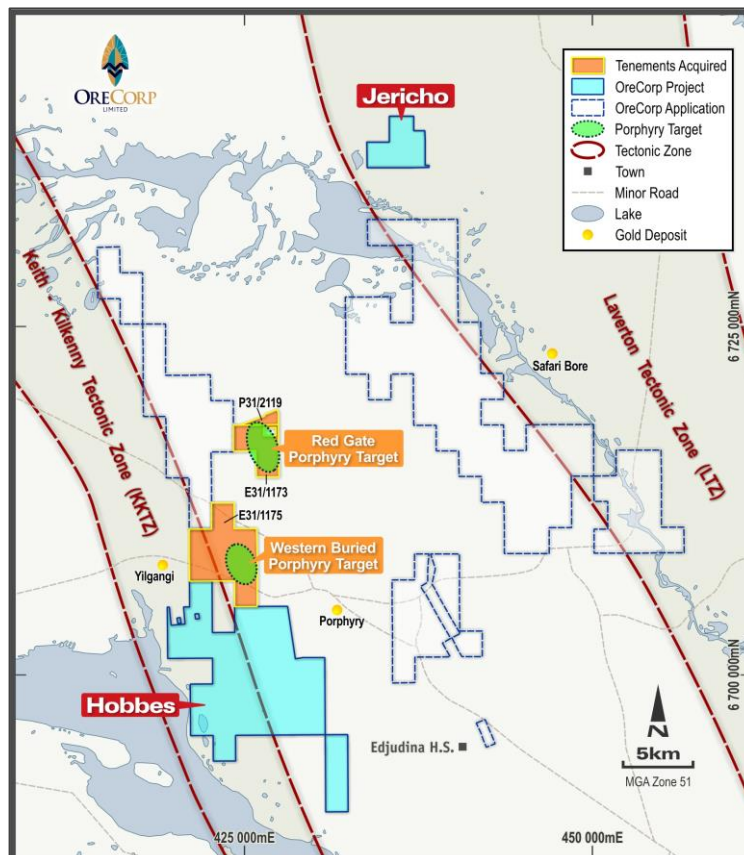 ORECORP
LIMITED
Jericho
Tenements Acquired
OreCorp Project
OreCorp Application
Porphyry Target
Tectonic Zone
Town
Minor Road
Lake
Gold Deposit
Keith - Kilkenny Tectonic Zone (KKTZ)
Laverton Tectonic Zone (LTZ)
6 725 000mN
Safari Bore
P31/2119
Red Gate
Porphyry Target
E31/1173
E31/1175
Western Buried
Porphyry Target
Yilgangi
Porphyry
6 700 000mN
Hobbes
Edjudina H.S.
N
5km
MGA Zone 51
425 000mE
450 000mE